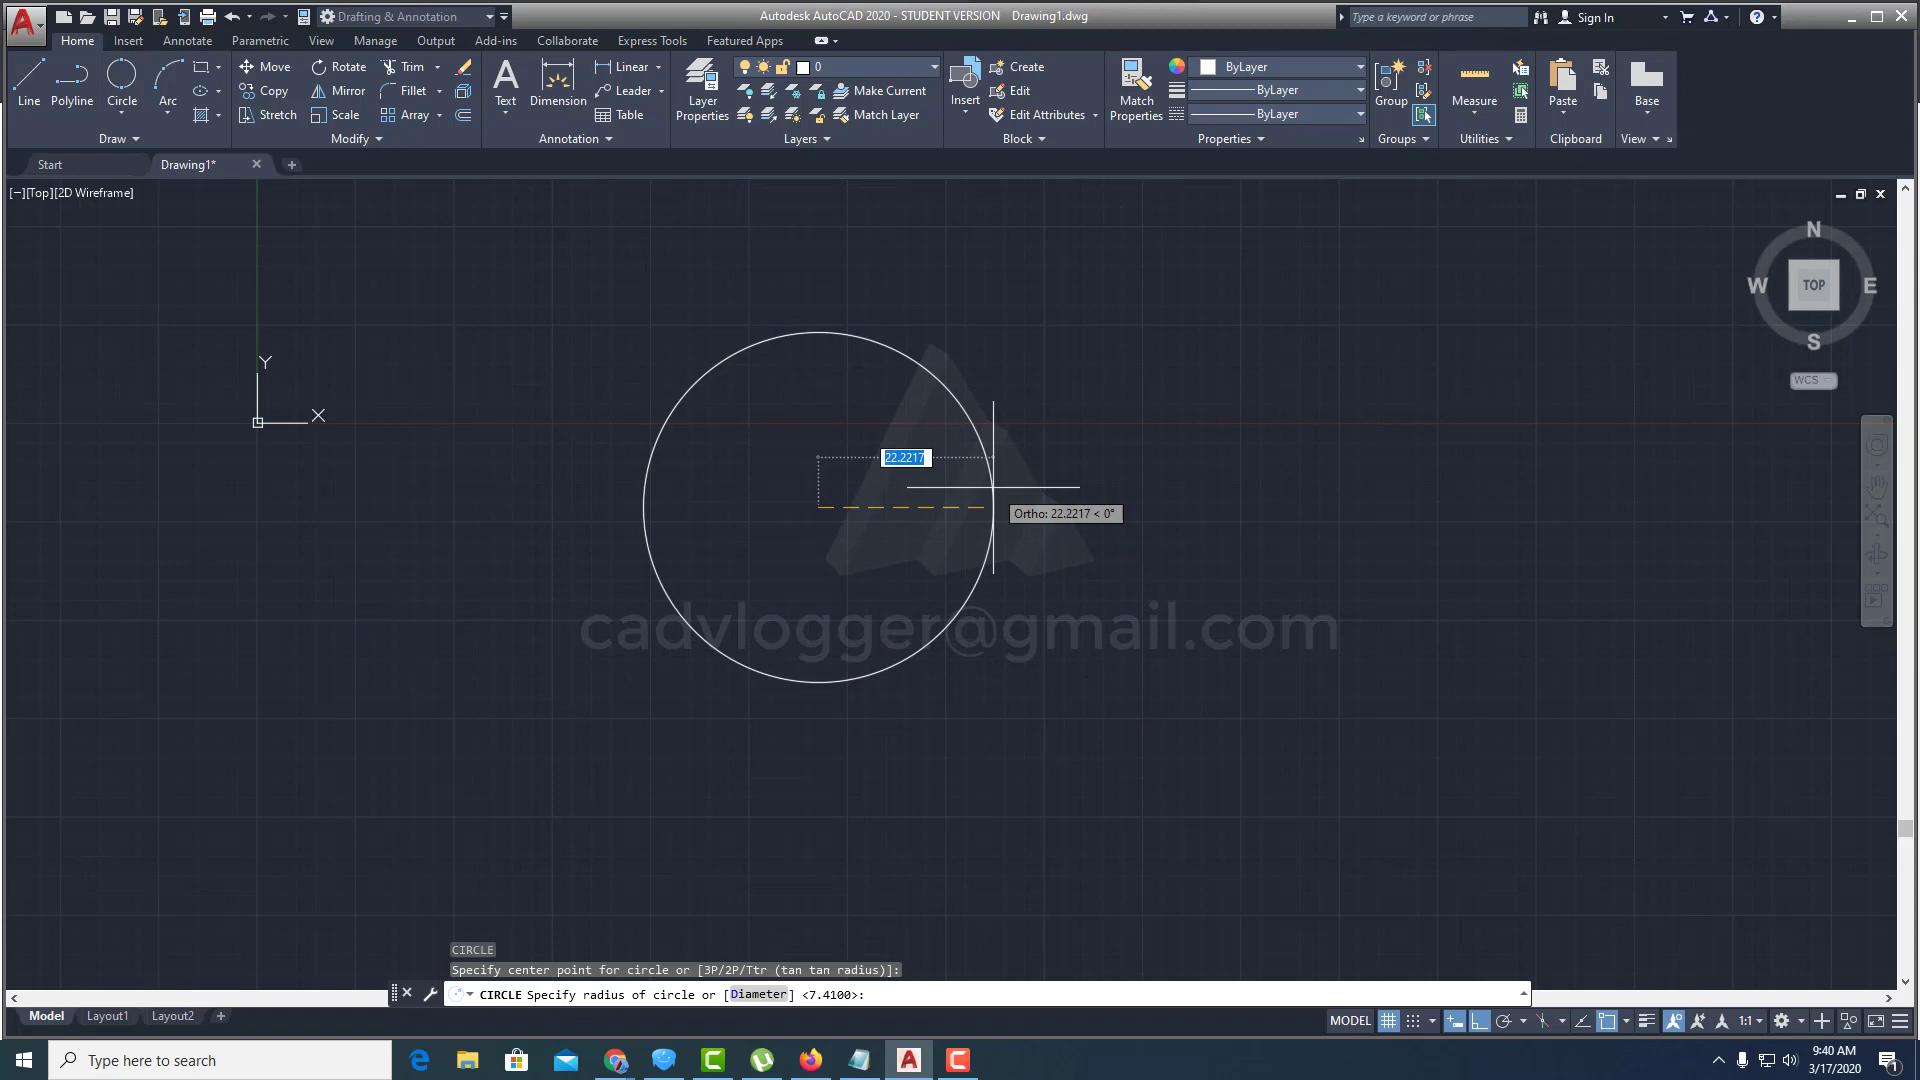 Drafting & Annotation
Autodesk AutoCAD 2020 - STUDENT VERSION Drawing1.dwg
Type a keyword or phrase
Sign In
Home Insert Annotate Parametric View Manage Output Add-ins Collaborate Express Tools Featured Apps
Line Polyline Circle Arc
Move Rotate Trim
Copy Mirror Fillet
Stretch Scale Array
Text Dimension
Linear
Leader
Table
Layer Properties
0
Make Current
Match Layer
Insert
Create
Edit
Edit Attributes
Match Properties
ByLayer
ByLayer
ByLayer
Group
Measure
Paste
Base
Draw Modify Annotation Layers Block Properties Groups Utilities Clipboard View
Start Drawing1*
[−][Top][2D Wireframe]
N
W TOP E
S
WCS
Y
X
22.2217
Ortho: 22.2217 < 0°
cadvlogger@gmail.com
CIRCLE
Specify center point for circle or [3P/2P/Ttr (tan tan radius)]:
CIRCLE Specify radius of circle or [Diameter] <7.4100>:
Model Layout1 Layout2
MODEL
1:1
Type here to search
9:40 AM
3/17/2020
1